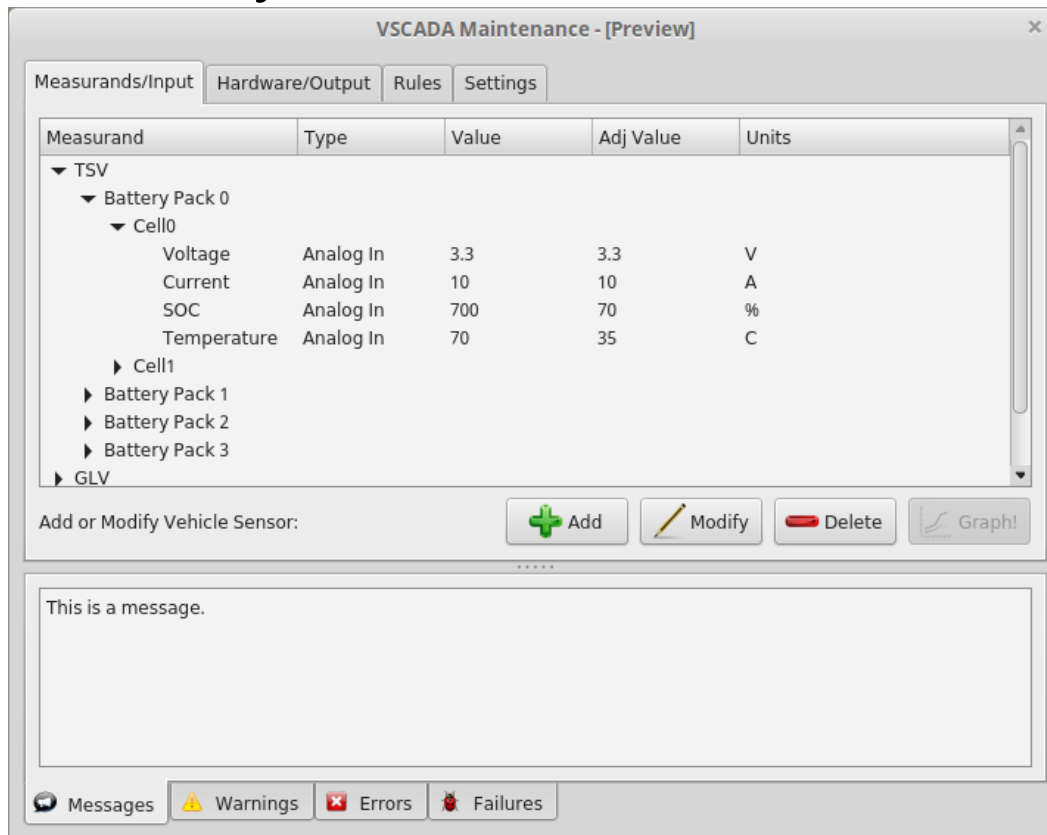 VSCADA Maintenance - [Preview]
Measurands/Input Hardware/Output Rules Settings
Measurand Type Value Adj Value Units
TSV
Battery Pack 0
Cell0
Voltage Analog In 3.3 3.3 V
Current Analog In 10 10 A
SOC Analog In 700 70 %
Temperature Analog In 70 35 C
Cell1
Battery Pack 1
Battery Pack 2
Battery Pack 3
GLV
Add or Modify Vehicle Sensor: Add Modify Delete Graph!
This is a message.
Messages Warnings Errors Failures